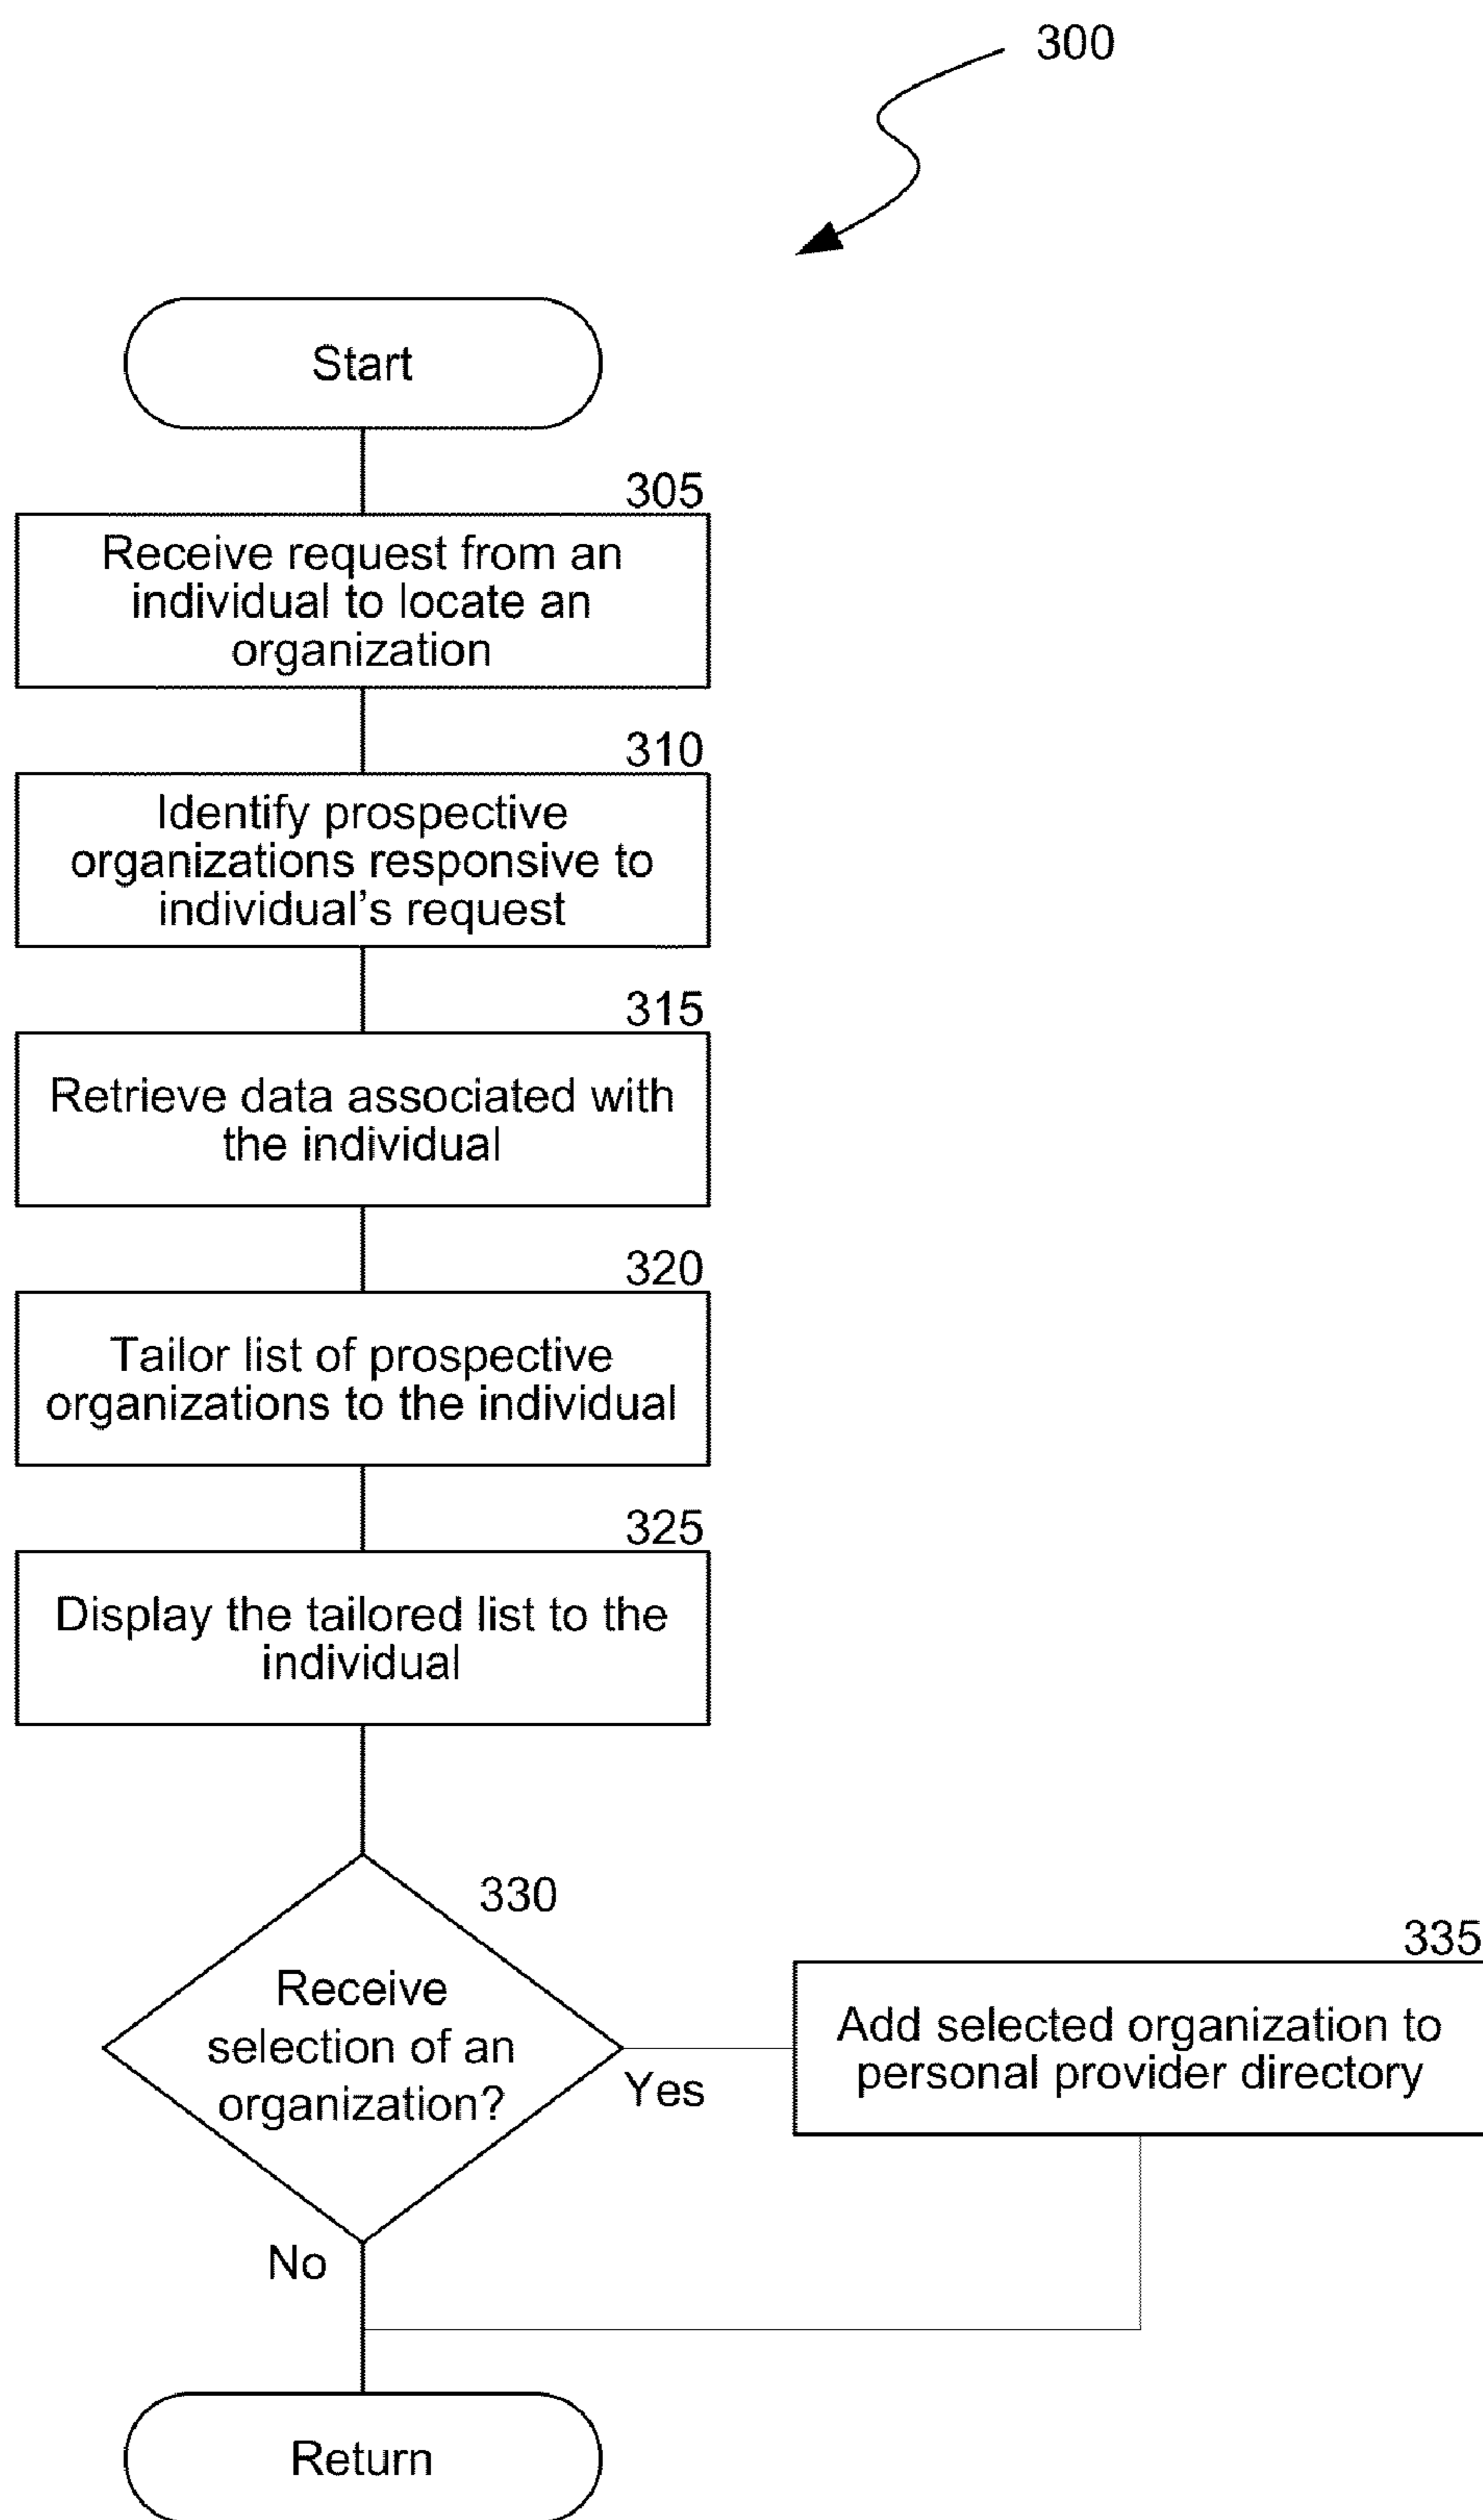 300
Start
305
Receive request from an
individual to locate an
organization
310
Identify prospective
organizations responsive to
individual's request
315
Retrieve data associated with
the individual
320
Tailor list of prospective
organizations to the individual
325
Display the tailored list to the
individual
330
Receive
selection of an
organization?
Yes
335
Add selected organization to
personal provider directory
No
Return